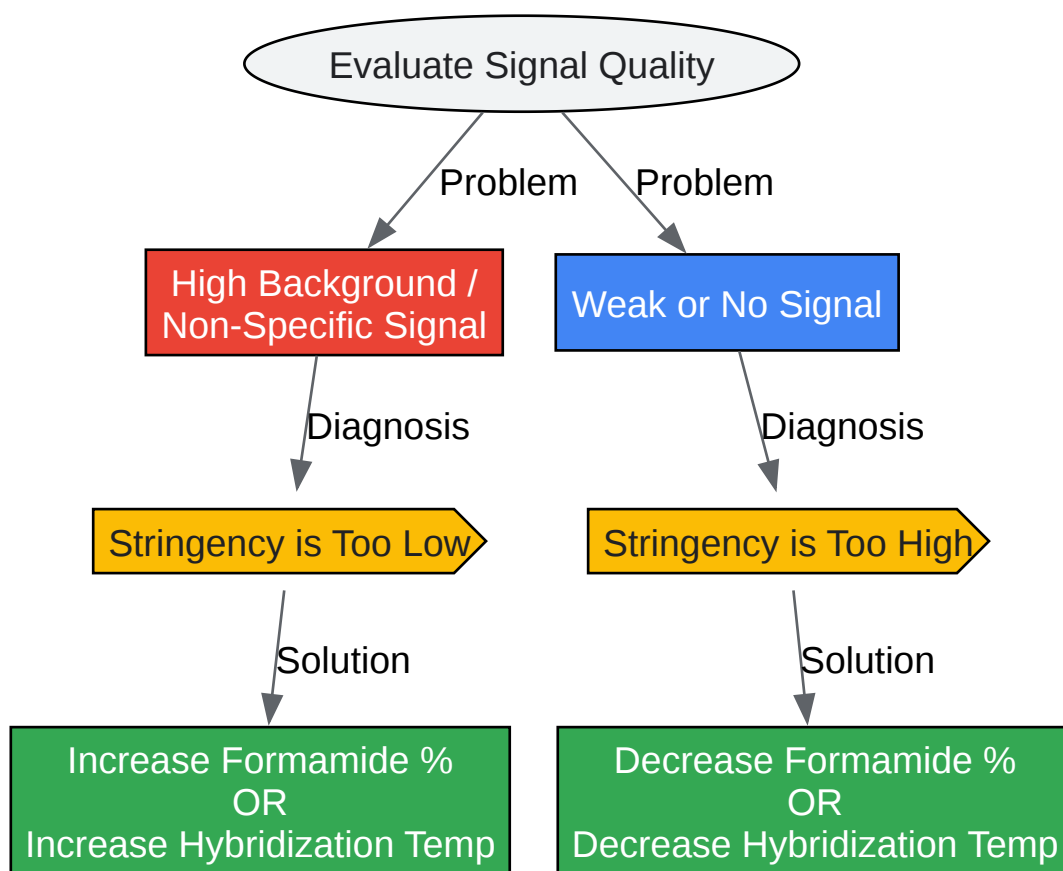 Evaluate Signal Quality
Problem
Problem
High Background /
Non-Specific Signal
Weak or No Signal
Diagnosis
Diagnosis
Stringency is Too Low
Stringency is Too High
Solution
Solution
Increase Formamide %
OR
Increase Hybridization Temp
Decrease Formamide %
OR
Decrease Hybridization Temp